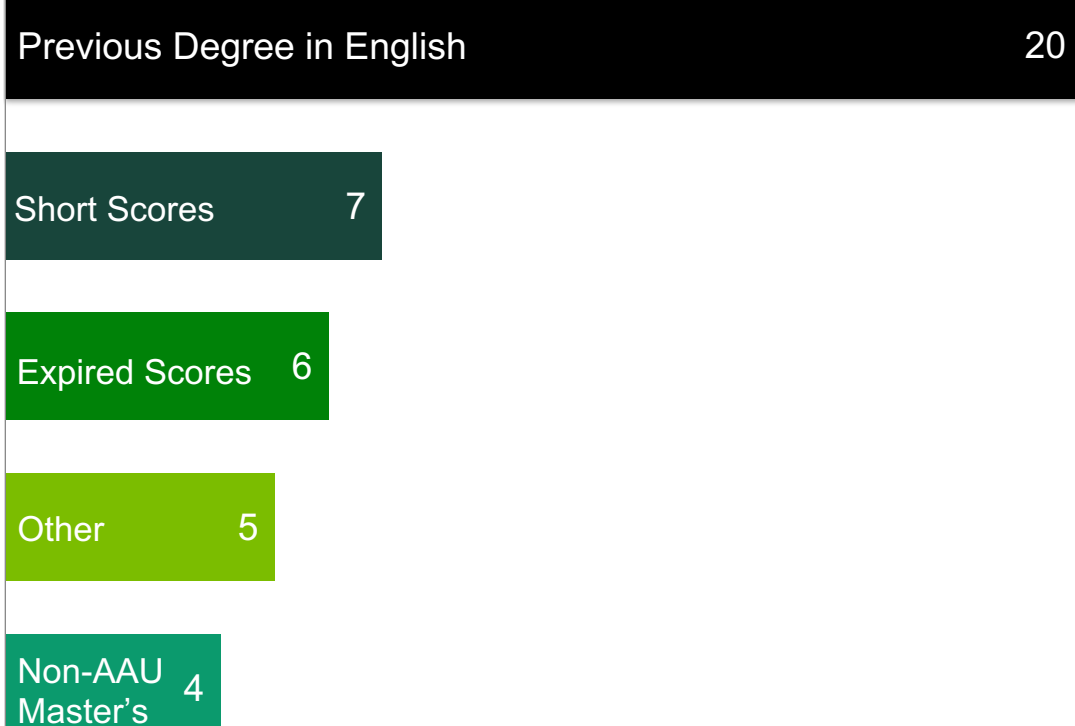 Previous Degree in English 20
Short Scores 7
Expired Scores 6
Other 5
Non-AAU 4
Master’s